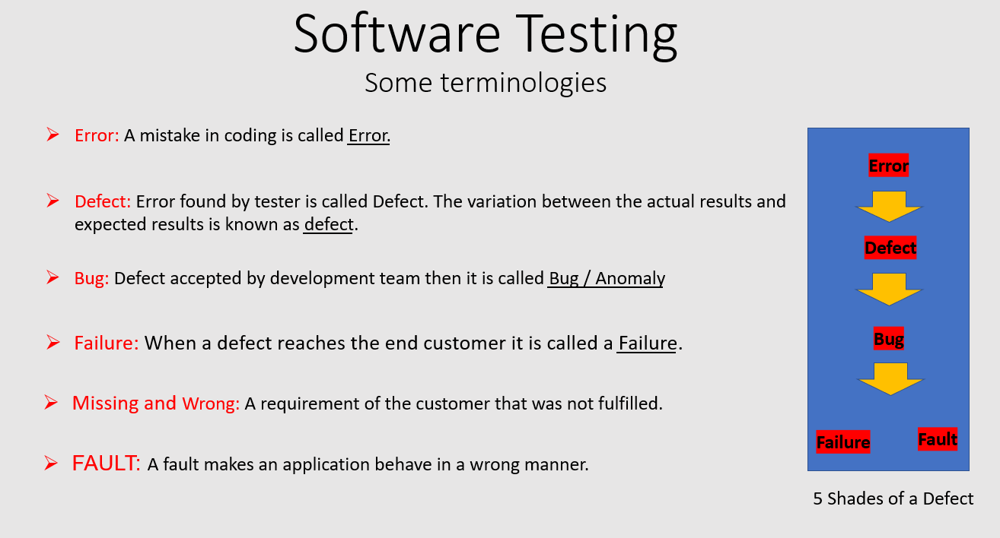 Software Testing
Some terminologies
Error: A mistake in coding is called Error.
Defect: Error found by tester is called Defect. The variation between the actual results and
expected results is known as defect.
Bug: Defect accepted by development team then it is called Bug / Anomaly
Failure: When a defect reaches the end customer it is called a Failure.
Missing and Wrong: A requirement of the customer that was not fulfilled.
FAULT: A fault makes an application behave in a wrong manner.
Error
Defect
Bug
Failure
Fault
5 Shades of a Defect